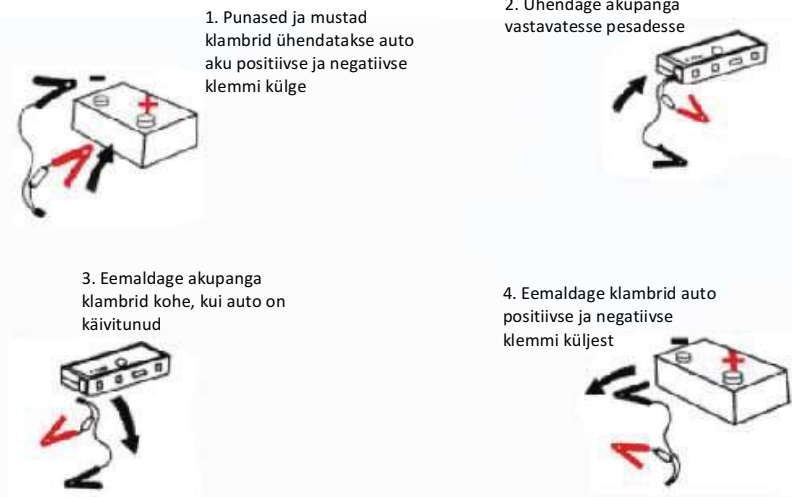 1. Punased ja mustad
klambrid ühendatakse auto
aku positiivse ja negatiivse
klemmi külge
2. Ühendage akupanga
vastavatesse pesadesse
3. Eemaldage akupanga
klambrid kohe, kui auto on
käivitunud
4. Eemaldage klambrid auto
positiivse ja negatiivse
klemmi küljest